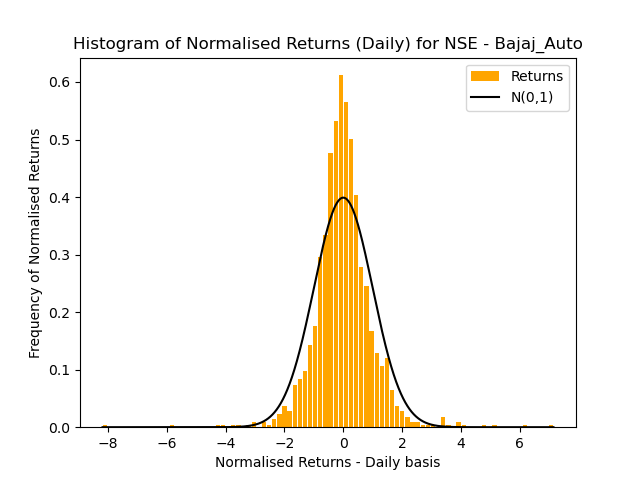 Histogram of Normalised Returns (Daily) for NSE - Bajaj_Auto
Returns
N(0,1)
Frequency of Normalised Returns
0.6
0.5
0.4
0.3
0.2
0.1
0.0
−8 −6 −4 −2 0 2 4 6
Normalised Returns - Daily basis